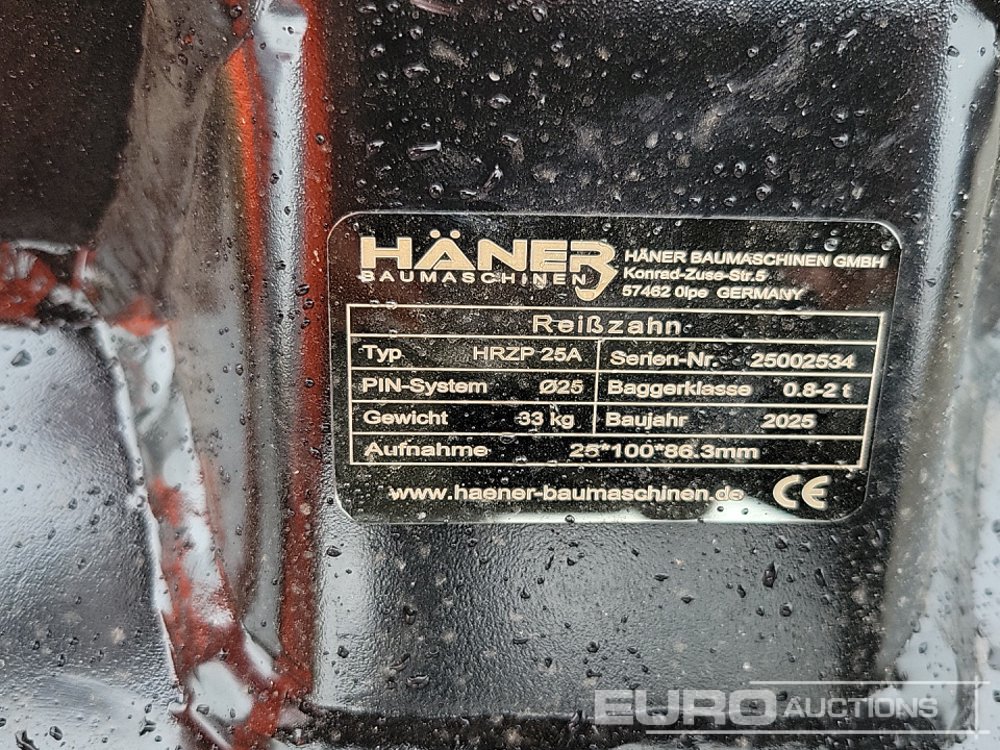 HÄNER
BAUMASCHINEN
HÄNER BAUMASCHINEN GMBH
Konrad-Zuse-Str.5
57462 Olpe GERMANY
Reißzahn
Typ HRZP 25A Serien-Nr. 25002534
PIN-System Ø25 Baggerklasse 0.8-2 t
Gewicht 33 kg Baujahr 2025
Aufnahme 25*100*86.3mm
www.haener-baumaschinen.de CE
EURO AUCTIONS